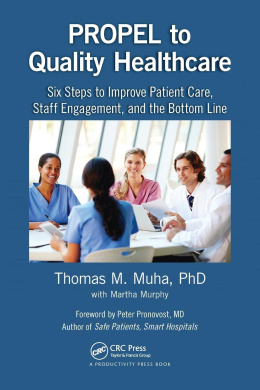 PROPEL to
Quality Healthcare
Six Steps to Improve Patient Care,
Staff Engagement, and the Bottom Line
Thomas M. Muha, PhD
with Martha Murphy
Foreword by Peter Pronovost, MD
Author of Safe Patients, Smart Hospitals
CRC
CRC Press
Taylor & Francis Group
A PRODUCTIVITY PRESS BOOK